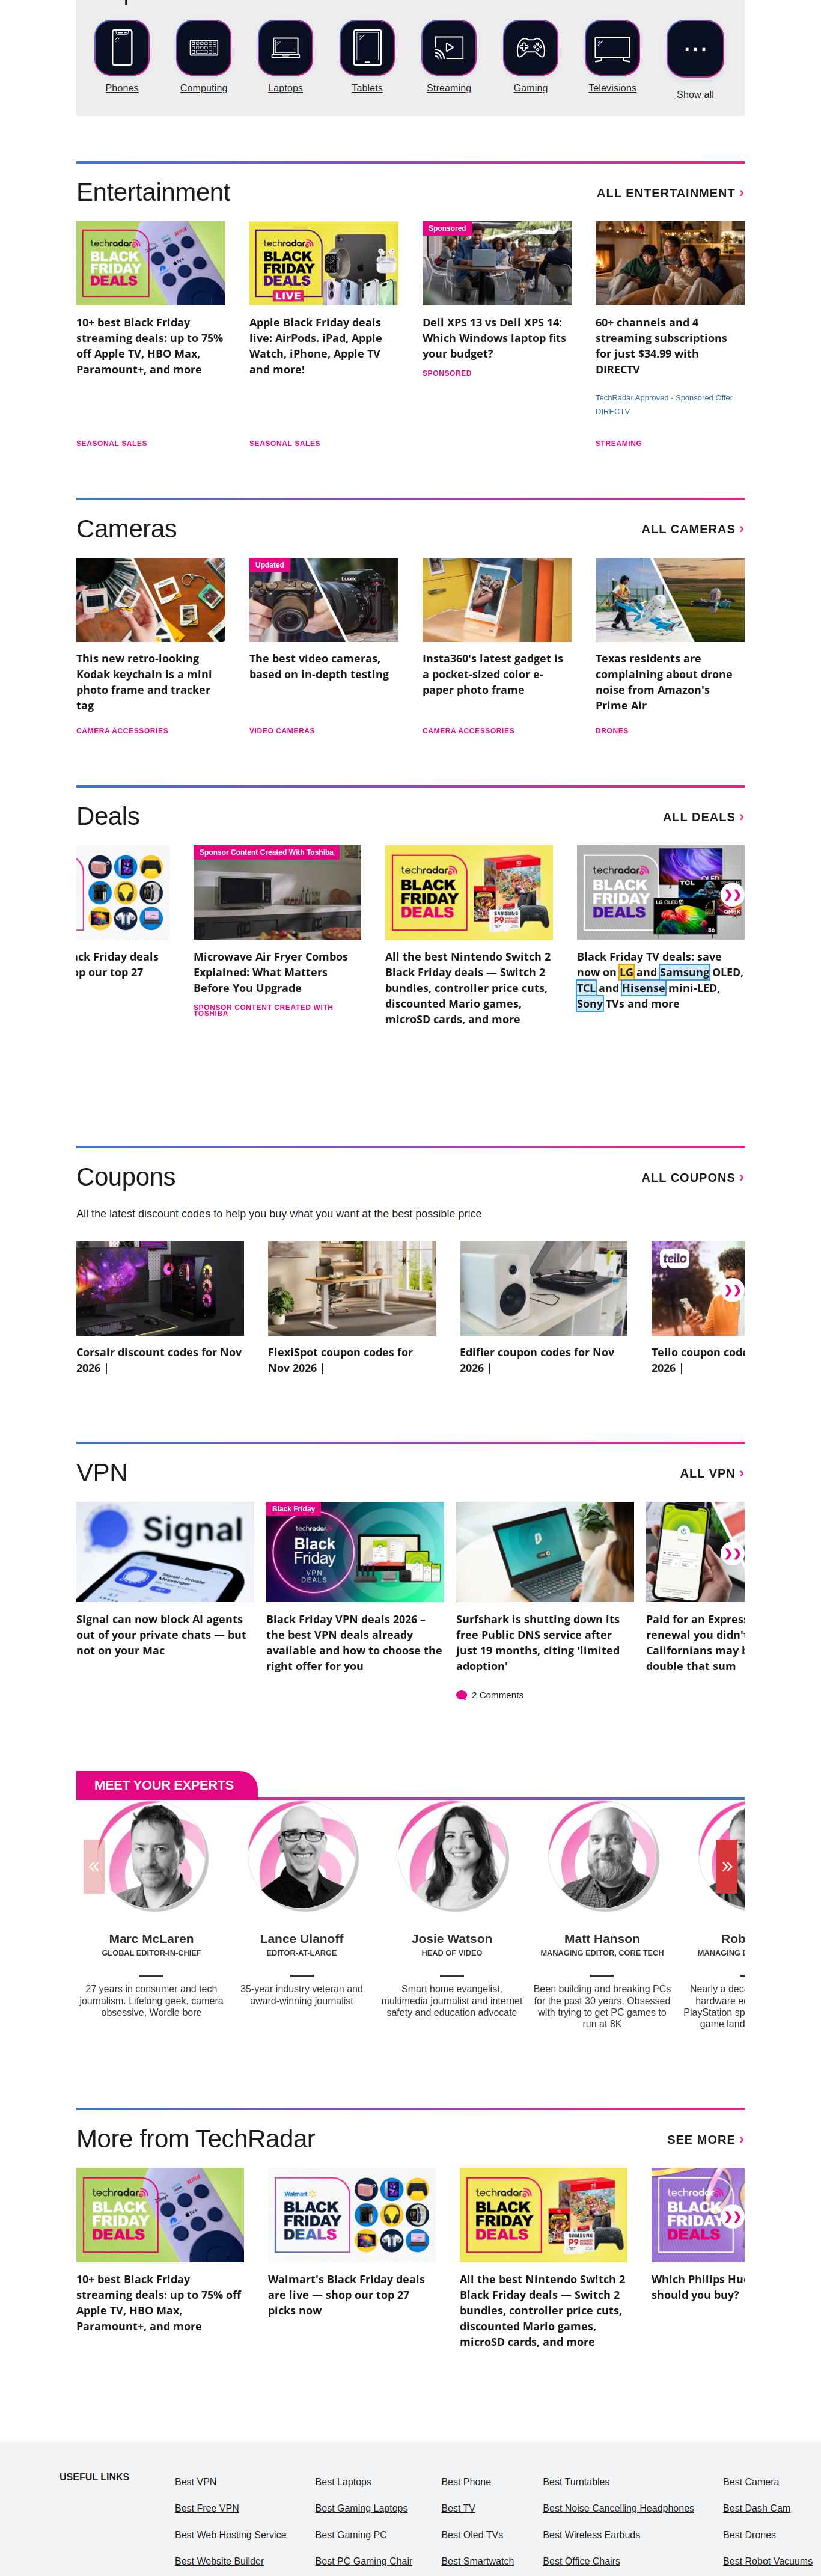 Phones
Computing
Laptops
Tablets
Streaming
Gaming
Televisions
Show all
Entertainment
ALL ENTERTAINMENT ›
techradar
BLACK
FRIDAY
DEALS
techradar
BLACK
FRIDAY
DEALS
LIVE
Sponsored
10+ best Black Friday
streaming deals: up to 75%
off Apple TV, HBO Max,
Paramount+, and more
SEASONAL SALES
Apple Black Friday deals
live: AirPods. iPad, Apple
Watch, iPhone, Apple TV
and more!
SEASONAL SALES
Dell XPS 13 vs Dell XPS 14:
Which Windows laptop fits
your budget?
SPONSORED
60+ channels and 4
streaming subscriptions
for just $34.99 with
DIRECTV
TechRadar Approved - Sponsored Offer
DIRECTV
STREAMING
Cameras
ALL CAMERAS ›
Updated
LUMIX
This new retro-looking
Kodak keychain is a mini
photo frame and tracker
tag
CAMERA ACCESSORIES
The best video cameras,
based on in-depth testing
VIDEO CAMERAS
Insta360's latest gadget is
a pocket-sized color e-
paper photo frame
CAMERA ACCESSORIES
Texas residents are
complaining about drone
noise from Amazon's
Prime Air
DRONES
Deals
ALL DEALS ›
ck Friday deals
op our top 27
Sponsor Content Created With Toshiba
Microwave Air Fryer Combos
Explained: What Matters
Before You Upgrade
SPONSOR CONTENT CREATED WITH
TOSHIBA
techradar
BLACK
FRIDAY
DEALS
SAMSUNG
P9
All the best Nintendo Switch 2
Black Friday deals — Switch 2
bundles, controller price cuts,
discounted Mario games,
microSD cards, and more
techradar
BLACK
FRIDAY
DEALS
OLED
TCL
LG OLED
B6
QM6K
Black Friday TV deals: save
now on LG and Samsung OLED,
TCL and Hisense mini-LED,
Sony TVs and more
Coupons
ALL COUPONS ›
All the latest discount codes to help you buy what you want at the best possible price
tello
Corsair discount codes for Nov
2026 |
FlexiSpot coupon codes for
Nov 2026 |
Edifier coupon codes for Nov
2026 |
Tello coupon code
2026 |
VPN
ALL VPN ›
Signal
Black Friday
techradar
Black
Friday
VPN
DEALS
Signal can now block AI agents
out of your private chats — but
not on your Mac
Black Friday VPN deals 2026 –
the best VPN deals already
available and how to choose the
right offer for you
Surfshark is shutting down its
free Public DNS service after
just 19 months, citing 'limited
adoption'
2 Comments
Paid for an Express
renewal you didn't
Californians may b
double that sum
MEET YOUR EXPERTS
«
»
Marc McLaren
GLOBAL EDITOR-IN-CHIEF
27 years in consumer and tech
journalism. Lifelong geek, camera
obsessive, Wordle bore
Lance Ulanoff
EDITOR-AT-LARGE
35-year industry veteran and
award-winning journalist
Josie Watson
HEAD OF VIDEO
Smart home evangelist,
multimedia journalist and internet
safety and education advocate
Matt Hanson
MANAGING EDITOR, CORE TECH
Been building and breaking PCs
for the past 30 years. Obsessed
with trying to get PC games to
run at 8K
Rob
MANAGING E
Nearly a dec
hardware e
PlayStation sp
game land
More from TechRadar
SEE MORE ›
techradar
BLACK
FRIDAY
DEALS
Walmart
BLACK
FRIDAY
DEALS
techradar
BLACK
FRIDAY
DEALS
SAMSUNG
P9
techradar
BLACK
FRIDAY
DEALS
10+ best Black Friday
streaming deals: up to 75% off
Apple TV, HBO Max,
Paramount+, and more
Walmart's Black Friday deals
are live — shop our top 27
picks now
All the best Nintendo Switch 2
Black Friday deals — Switch 2
bundles, controller price cuts,
discounted Mario games,
microSD cards, and more
Which Philips Hu
should you buy?
USEFUL LINKS
Best VPN
Best Laptops
Best Phone
Best Turntables
Best Camera
Best Free VPN
Best Gaming Laptops
Best TV
Best Noise Cancelling Headphones
Best Dash Cam
Best Web Hosting Service
Best Gaming PC
Best Oled TVs
Best Wireless Earbuds
Best Drones
Best Website Builder
Best PC Gaming Chair
Best Smartwatch
Best Office Chairs
Best Robot Vacuums